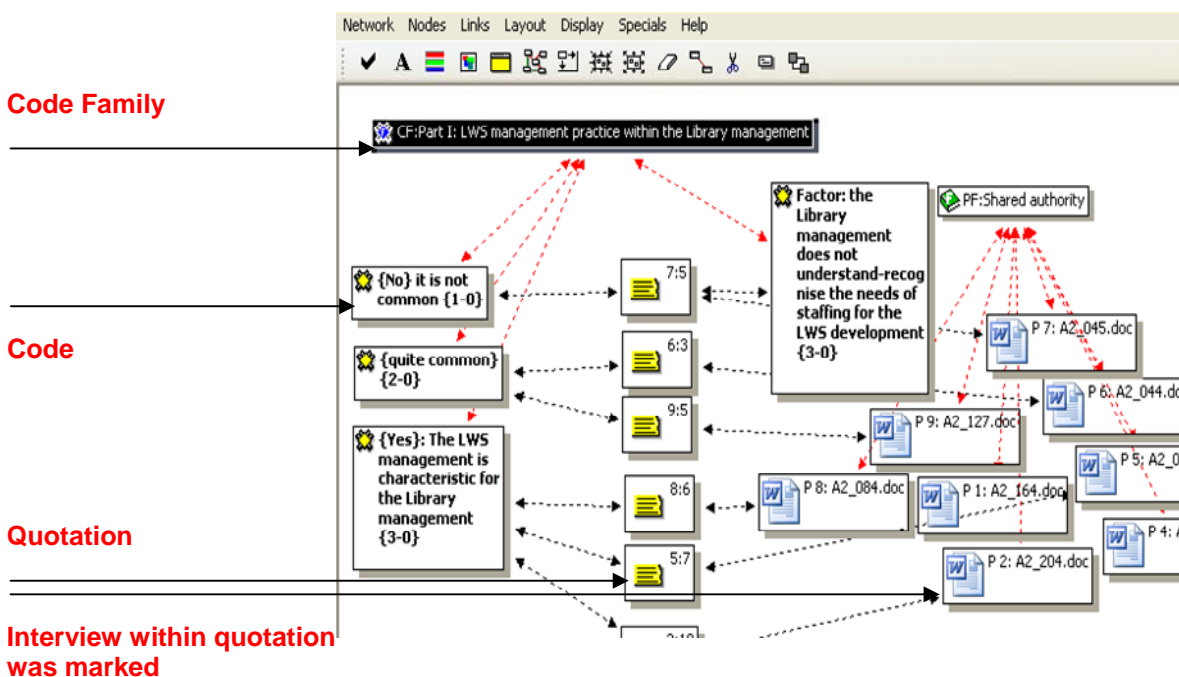 Network Nodes Links Layout Display Specials Help
A
Code Family
CF:Part I: LWS management practice within the Library management
Factor: the
Library
management
does not
understand-recog
nise the needs of
staffing for the
LWS development
{3-0}
PF:Shared authority
{No} it is not
common {1-0}
7:5
P 7: A2_045.doc
Code
{quite common}
{2-0}
6:3
P 6: A2_044.do
9:5
P 9: A2_127.doc
{Yes}: The LWS
management is
characteristic for
the Library
management
{3-0}
P 5: A2_0
8:6
P 8: A2_084.doc
P 1: A2_164.doc
Quotation
P 4:
5:7
P 2: A2_204.doc
Interview within quotation
was marked